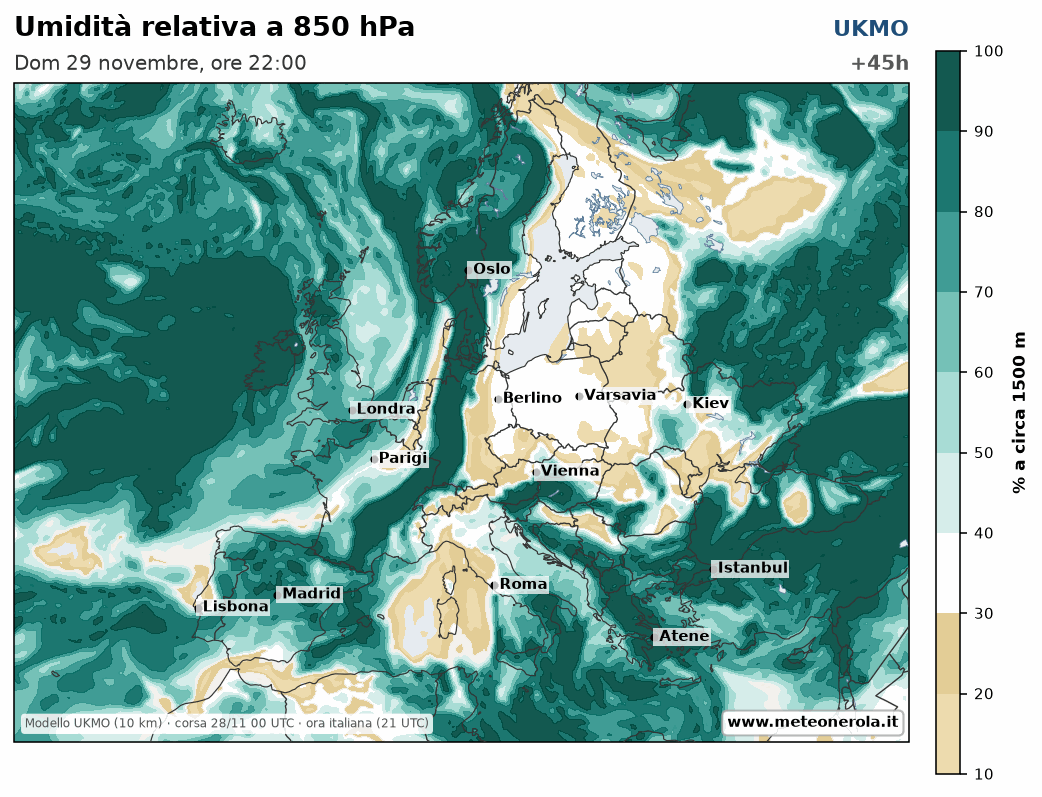 Umidità relativa a 850 hPa
UKMO
Dom 29 novembre, ore 22:00
+45h
100
90
80
70
60
50
40
30
20
10
% a circa 1500 m
Oslo
Londra
Berlino
Varsavia
Kiev
Parigi
Vienna
Istanbul
Roma
Madrid
Lisbona
Atene
Modello UKMO (10 km) · corsa 28/11 00 UTC · ora italiana (21 UTC)
www.meteonerola.it